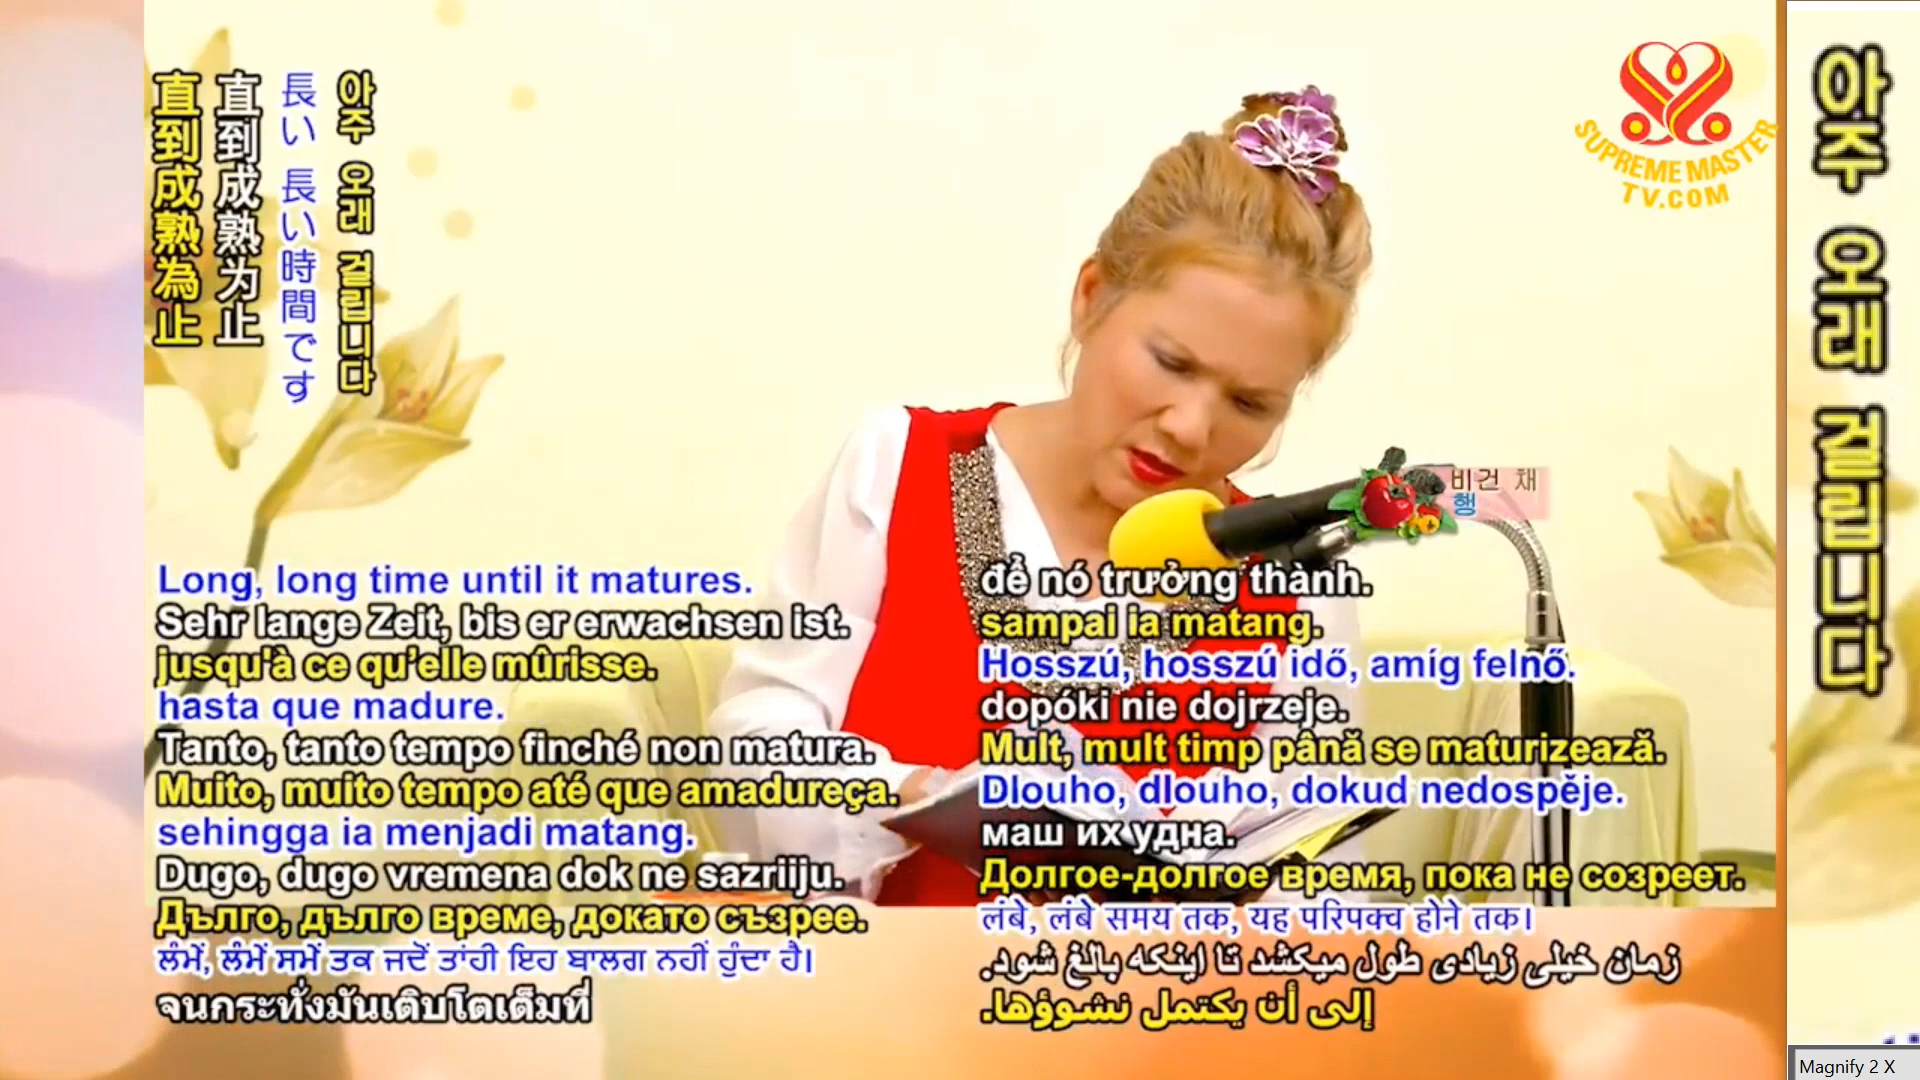 直到成熟為止
直到成熟为止
長い 長い時間です
아주 오래 걸립니다
SUPREME MASTER
TV.COM
비건 채
행
Long, long time until it matures.
Sehr lange Zeit, bis er erwachsen ist.
jusqu'à ce qu'elle mûrisse.
hasta que madure.
Tanto, tanto tempo finché non matura.
Muito, muito tempo até que amadureça.
sehingga ia menjadi matang.
Dugo, dugo vremena dok ne sazriiju.
Дълго, дълго време, докато съзрее.
ਲੰਮੇਂ, ਲੰਮੇਂ ਸਮੇਂ ਤਕ ਜਦੋਂ ਤਾਂਹੀ ਇਹ ਬਾਲਗ ਨਹੀਂ ਹੁੰਦਾ ਹੈ।
จนกระทั่งมันเติบโตเต็มที่
để nó trưởng thành.
sampai ia matang.
Hosszú, hosszú idő, amíg felnő.
dopóki nie dojrzeje.
Mult, mult timp până se maturizează.
Dlouho, dlouho, dokud nedospěje.
маш их удна.
Долгое-долгое время, пока не созреет.
लंबे, लंबे समय तक, यह परिपक्व होने तक।
زمان خیلی زیادی طول میکشد تا اینکه بالغ شود.
إلى أن يكتمل نشوؤها.
아주 오래 걸립니다
Magnify 2 X